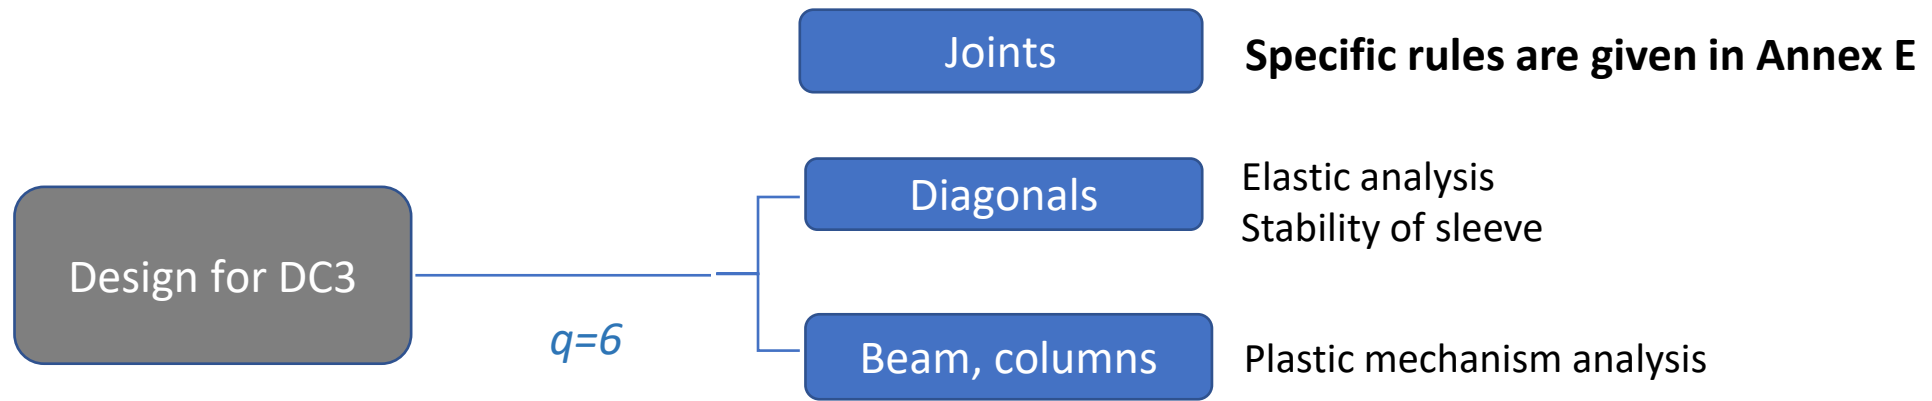 Joints
Specific rules are given in Annex E
Diagonals
Elastic analysis
Stability of sleeve
Design for DC3
q=6
Beam, columns
Plastic mechanism analysis